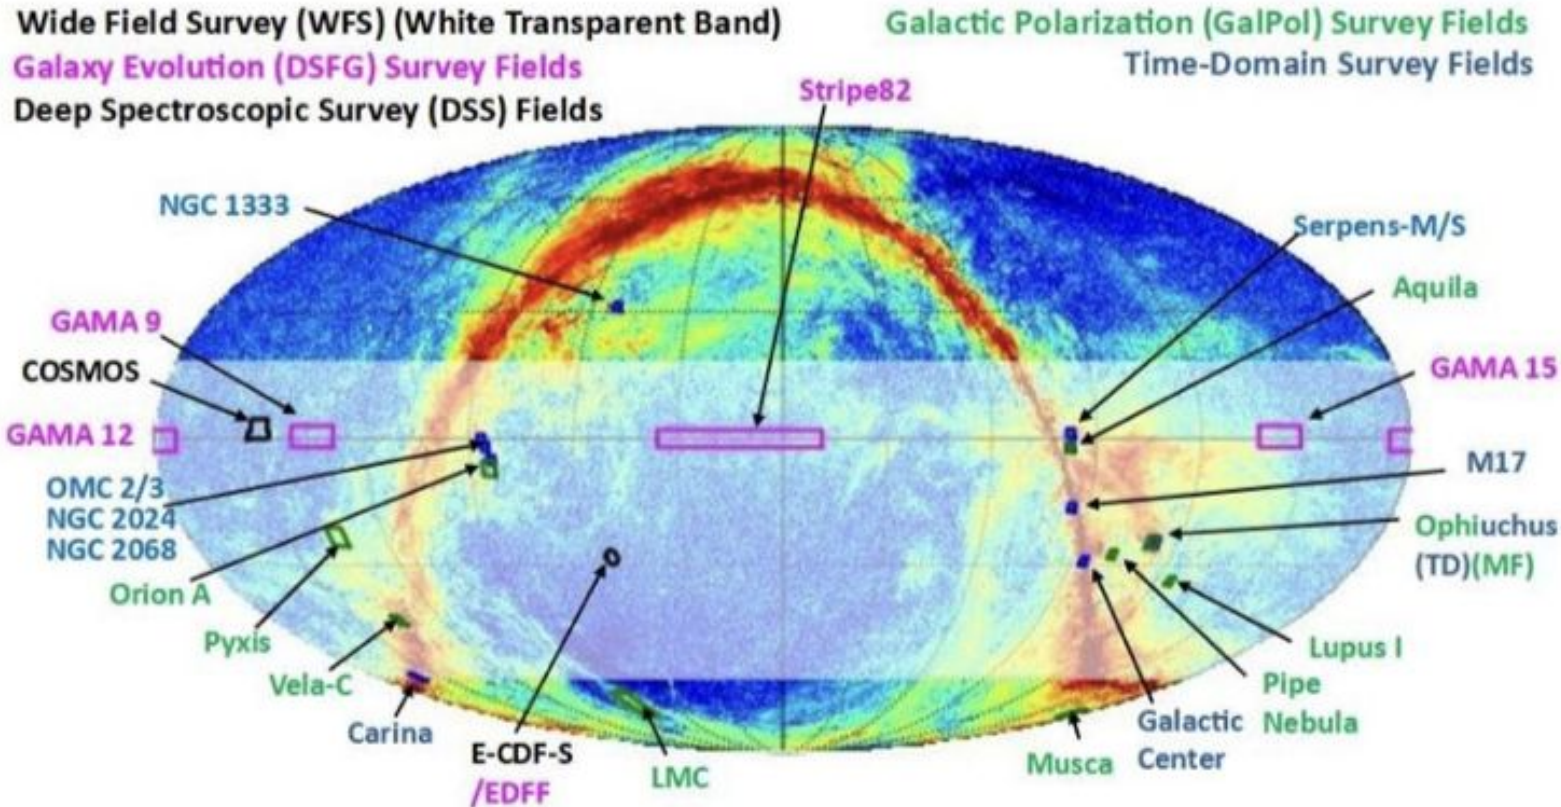 Wide Field Survey (WFS) (White Transparent Band)
Galaxy Evolution (DSFG) Survey Fields
Deep Spectroscopic Survey (DSS) Fields
Galactic Polarization (GalPol) Survey Fields
Time-Domain Survey Fields
Stripe82
NGC 1333
Serpens-M/S
Aquila
GAMA 9
COSMOS
GAMA 12
GAMA 15
OMC 2/3
NGC 2024
NGC 2068
M17
Orion A
Ophiuchus
(TD)(MF)
Pyxis
Vela-C
Carina
E-CDF-S
/EDFF
LMC
Musca
Galactic
Center
Pipe
Nebula
Lupus I